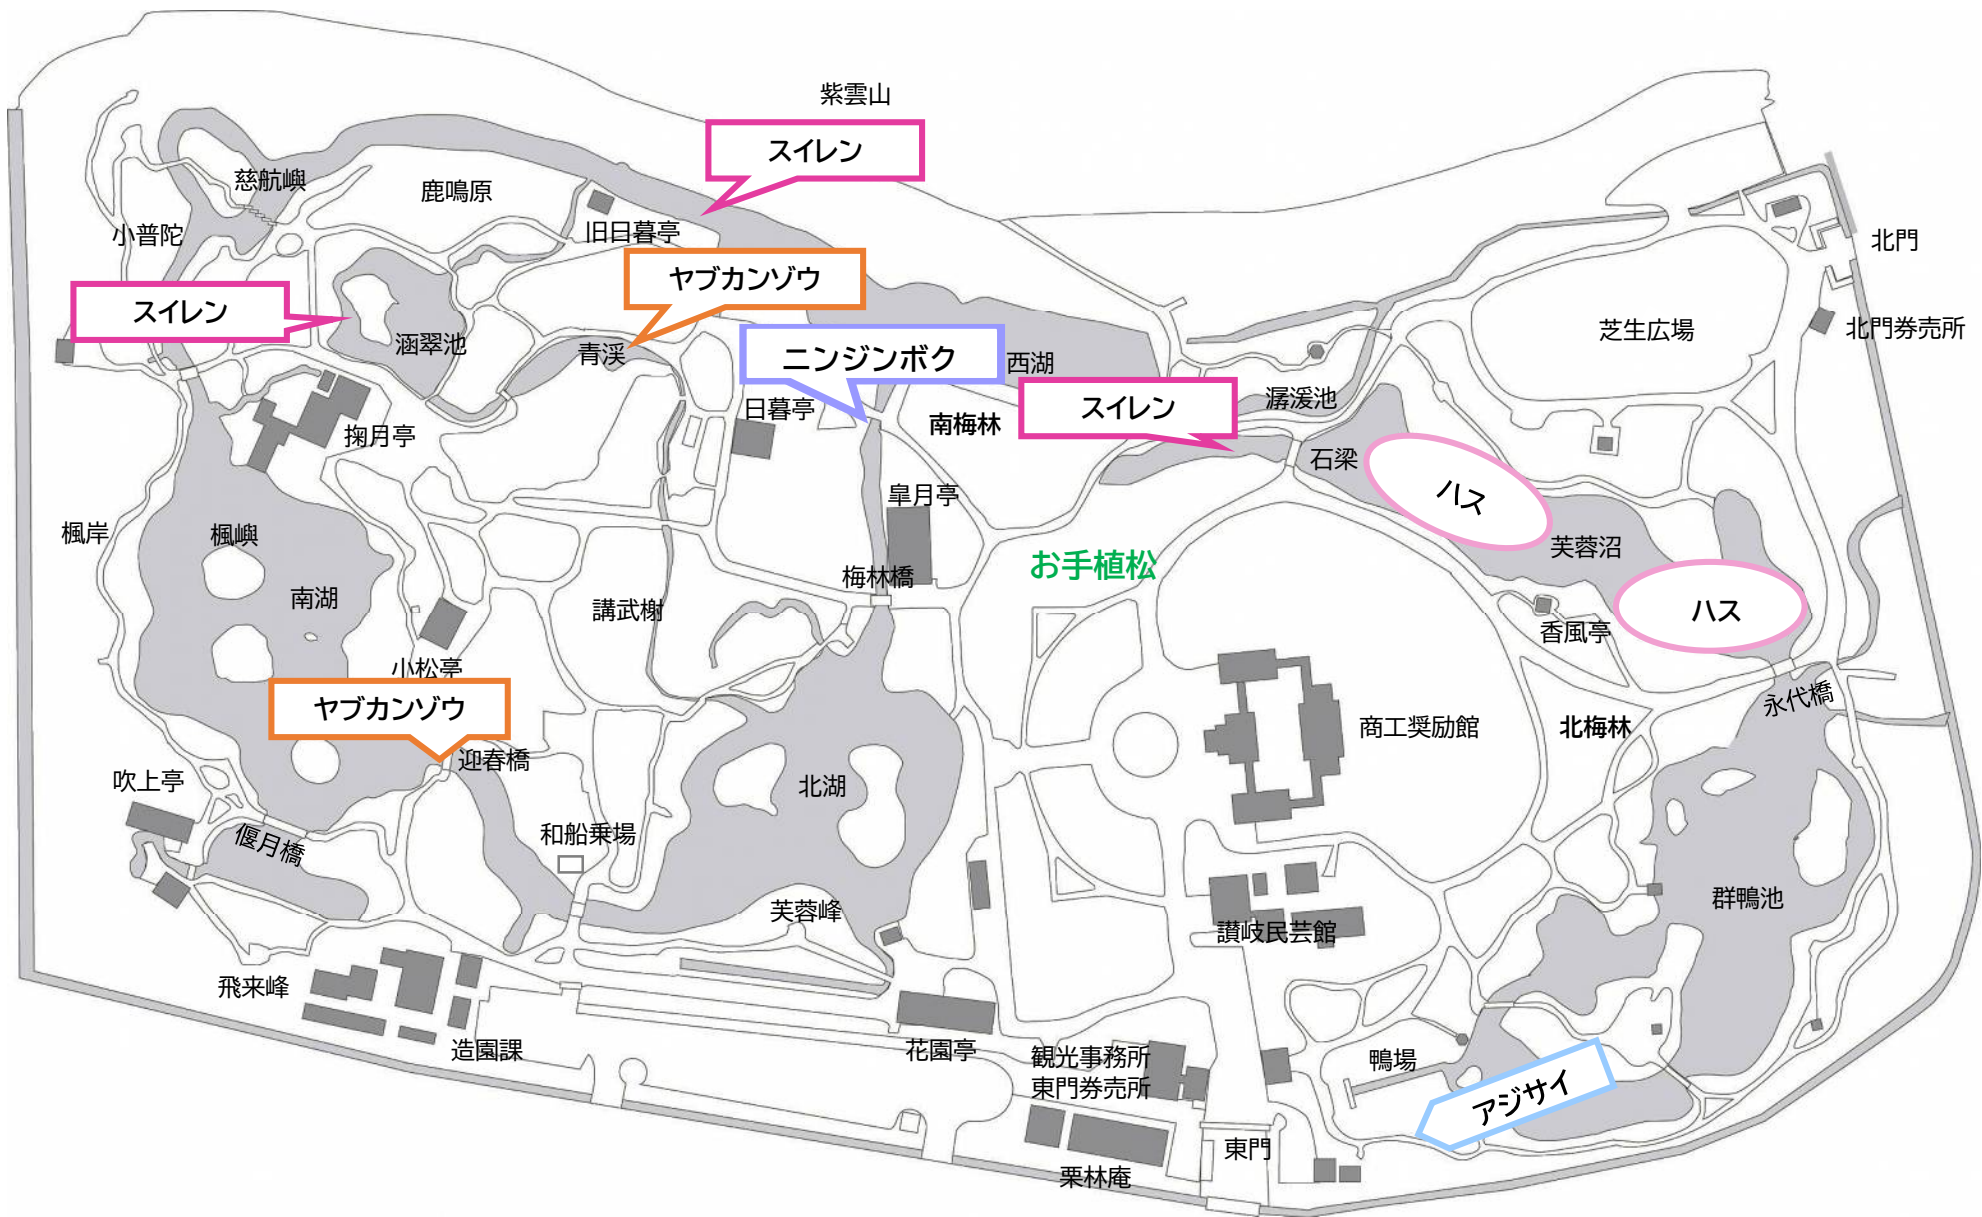 紫雲山
スイレン
慈航嶼
鹿鳴原
小普陀
旧日暮亭
北門
ヤブカンゾウ
スイレン
涵翠池
青渓
ニンジンボク
西湖
芝生広場
北門券売所
潺湲池
スイレン
日暮亭
南梅林
掬月亭
石梁
ハス
皐月亭
楓岸
楓嶼
芙蓉沼
お手植松
梅林橋
南湖
講武榭
ハス
香風亭
小松亭
ヤブカンゾウ
永代橋
商工奨励館
北梅林
迎春橋
吹上亭
北湖
和船乗場
偃月橋
芙蓉峰
群鴨池
讃岐民芸館
飛来峰
造園課
花園亭
観光事務所
東門券売所
鴨場
アジサイ
東門
栗林庵